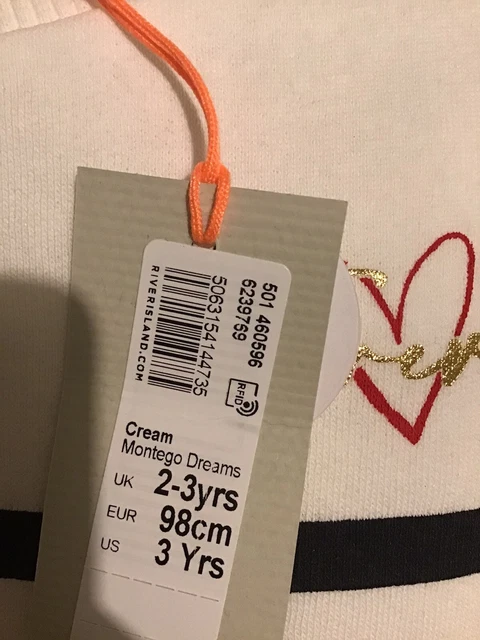 501 460596
6239769
5063154144735
RIVERISLAND.COM
RFID
Cream
Montego Dreams
UK 2-3yrs
EUR 98cm
US 3 Yrs